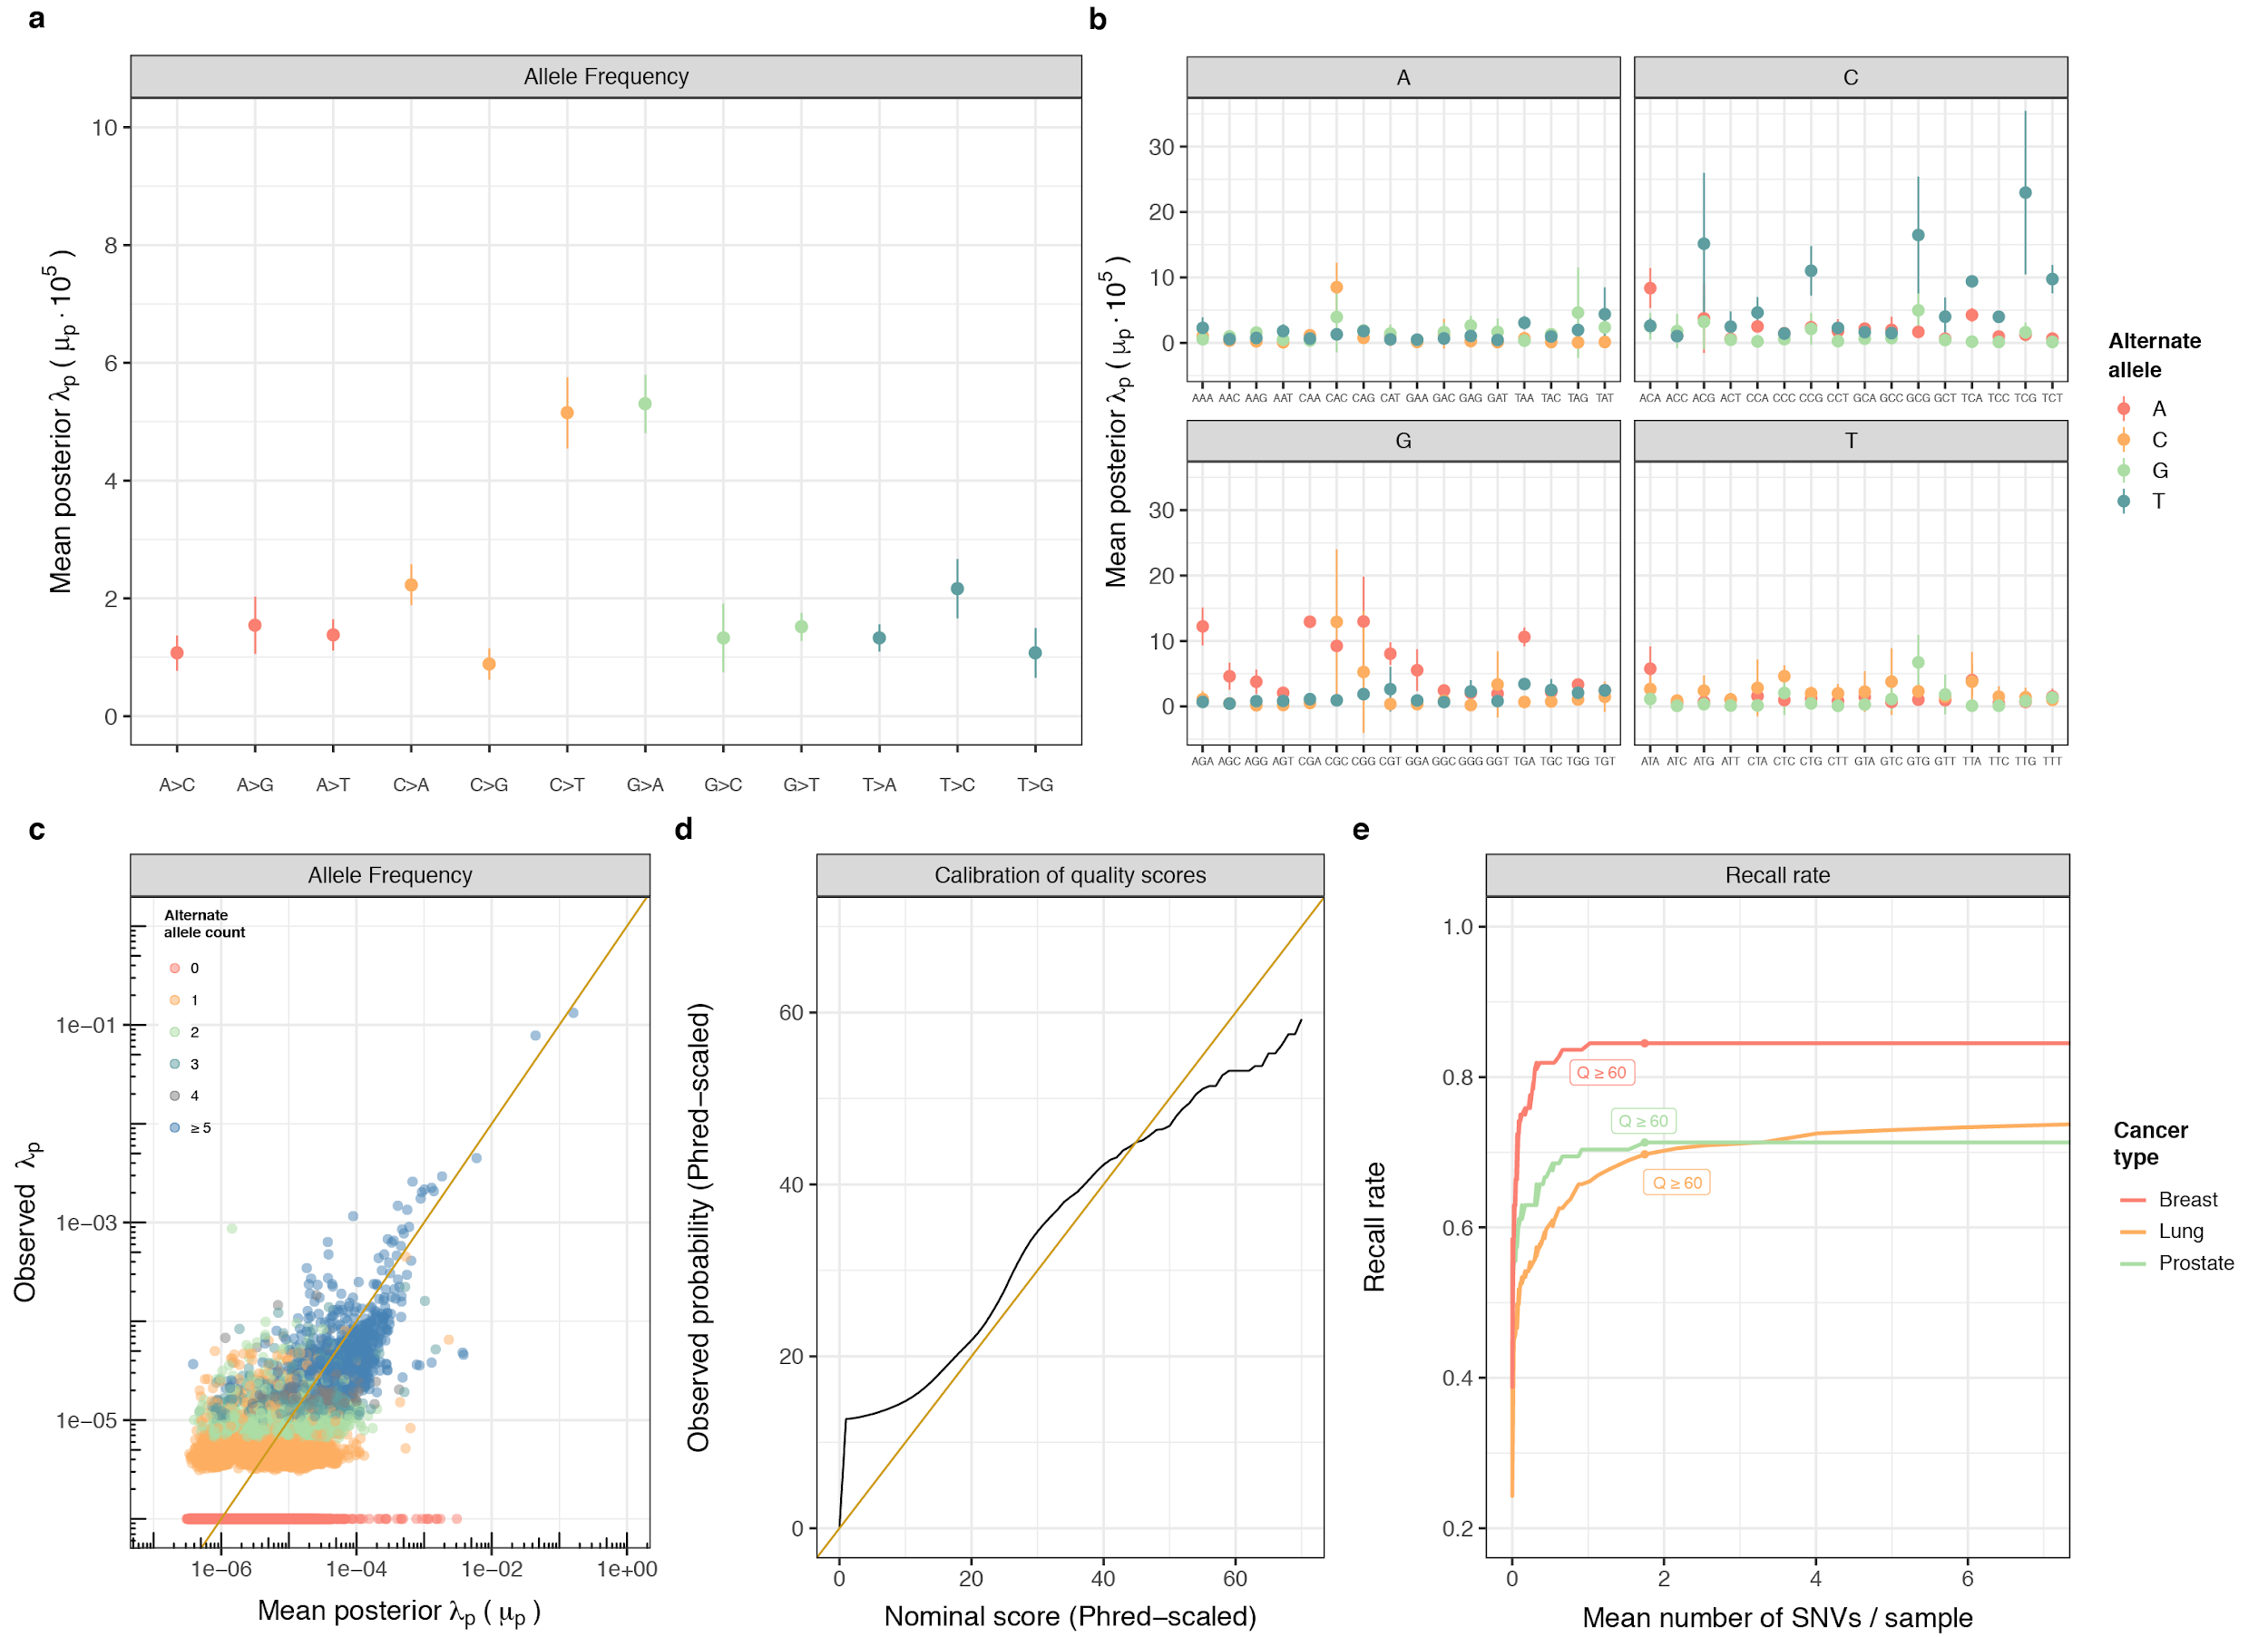 a
Allele Frequency
Mean posterior λp ( μp · 10^5 )
10
8
6
4
2
0
A>C A>G A>T C>A C>G C>T G>A G>C G>T T>A T>C T>G
b
A
C
Mean posterior λp ( μp · 10^5 )
30
20
10
0
AAA AAC AAG AAT CAA CAC CAG CAT GAA GAC GAG GAT TAA TAC TAG TAT
ACA ACC ACG ACT CCA CCC CCG CCT GCA GCC GCG GCT TCA TCC TCG TCT
G
T
30
20
10
0
AGA AGC AGG AGT CGA CGC CGG CGT GGA GGC GGG GGT TGA TGC TGG TGT
ATA ATC ATG ATT CTA CTC CTG CTT GTA GTC GTG GTT TTA TTC TTG TTT
Alternate
allele
A
C
G
T
c
Allele Frequency
Alternate
allele count
0
1
2
3
4
≥ 5
Observed λp
1e−01
1e−03
1e−05
1e−06 1e−04 1e−02 1e+00
Mean posterior λp ( μp )
d
Calibration of quality scores
Observed probability (Phred−scaled)
60
40
20
0
0 20 40 60
Nominal score (Phred−scaled)
e
Recall rate
Recall rate
1.0
0.8
0.6
0.4
0.2
Q ≥ 60
Q ≥ 60
Q ≥ 60
0 2 4 6
Mean number of SNVs / sample
Cancer
type
Breast
Lung
Prostate